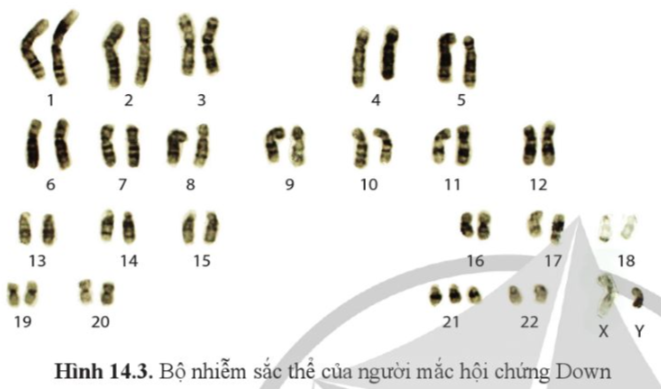 1 2 3 4 5
6 7 8 9 10 11 12
13 14 15 16 17 18
19 20 21 22 X Y
Hình 14.3. Bộ nhiễm sắc thể của người mắc hội chứng Down